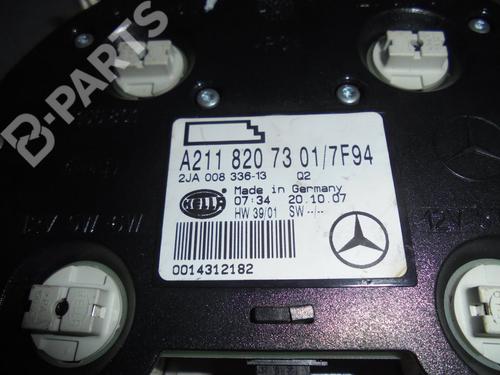 B-PARTS
A211 820 73 01/7F94
2JA 008 336-13 Q2
Made in Germany
07:34 20.10.07
HELLA
HW 39/01 SW --.--
0014312182